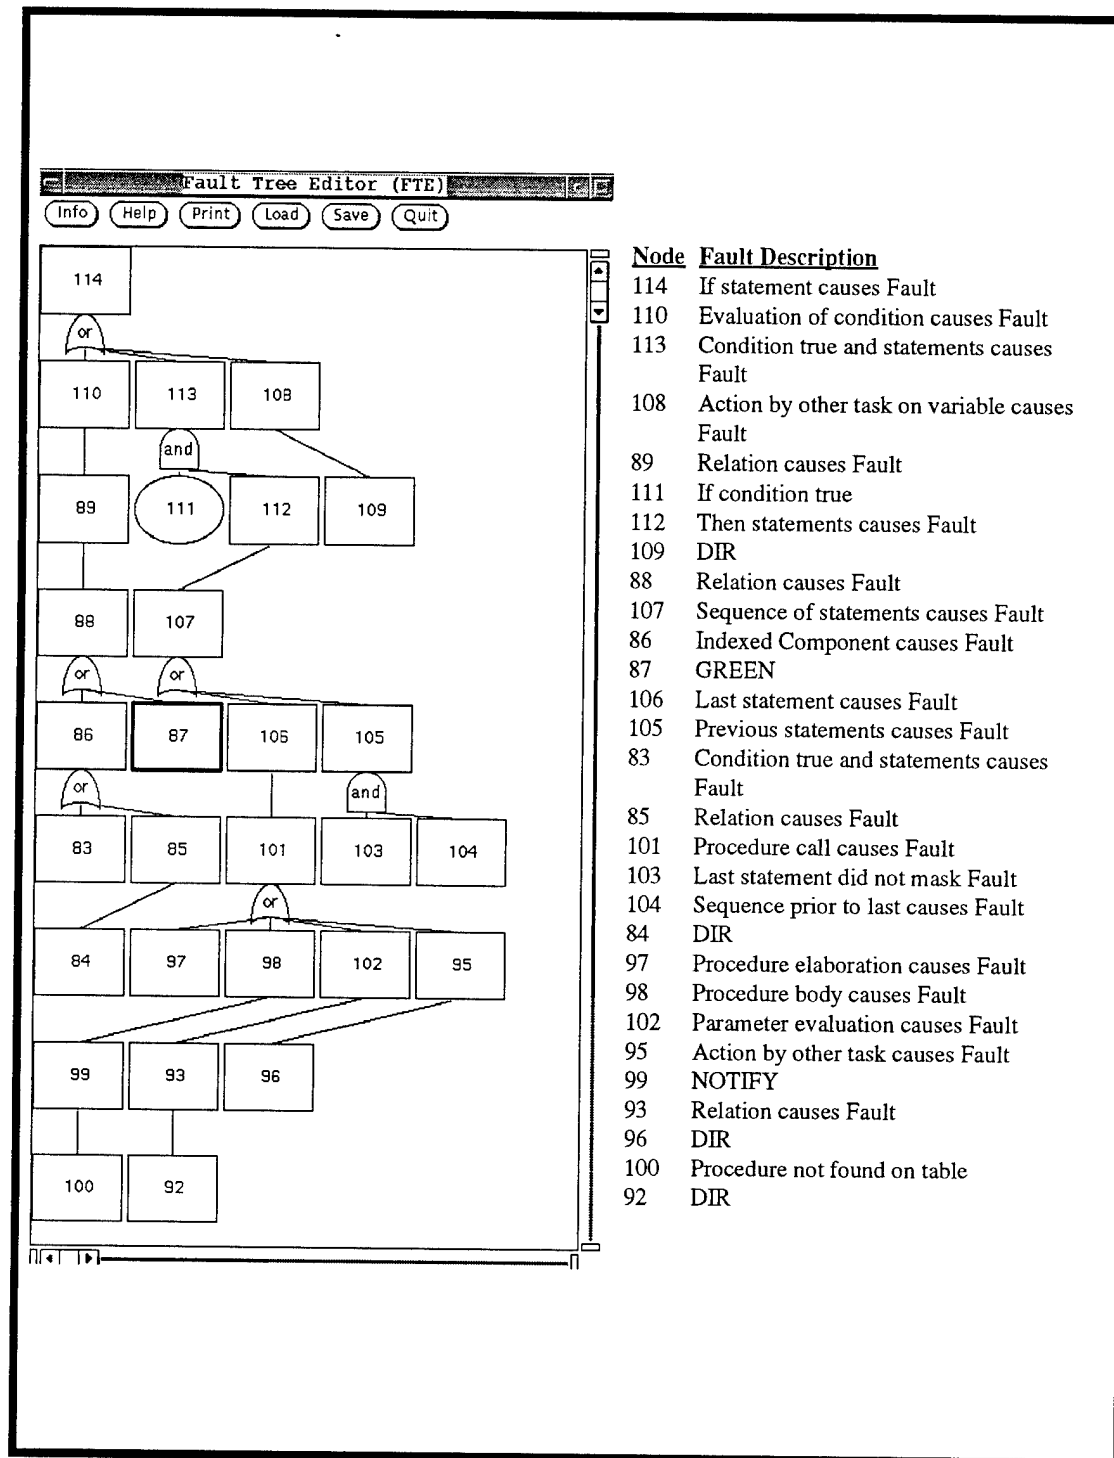 Fault Tree Editor (FTE)
Info Help Print Load Save Quit
114
or
110 113 108
and
89 111 112 109
88 107
or or
86 87 106 105
or and
83 85 101 103 104
or
84 97 98 102 95
99 93 96
100 92
Node Fault Description
114 If statement causes Fault
110 Evaluation of condition causes Fault
113 Condition true and statements causes
Fault
108 Action by other task on variable causes
Fault
89 Relation causes Fault
111 If condition true
112 Then statements causes Fault
109 DIR
88 Relation causes Fault
107 Sequence of statements causes Fault
86 Indexed Component causes Fault
87 GREEN
106 Last statement causes Fault
105 Previous statements causes Fault
83 Condition true and statements causes
Fault
85 Relation causes Fault
101 Procedure call causes Fault
103 Last statement did not mask Fault
104 Sequence prior to last causes Fault
84 DIR
97 Procedure elaboration causes Fault
98 Procedure body causes Fault
102 Parameter evaluation causes Fault
95 Action by other task causes Fault
99 NOTIFY
93 Relation causes Fault
96 DIR
100 Procedure not found on table
92 DIR